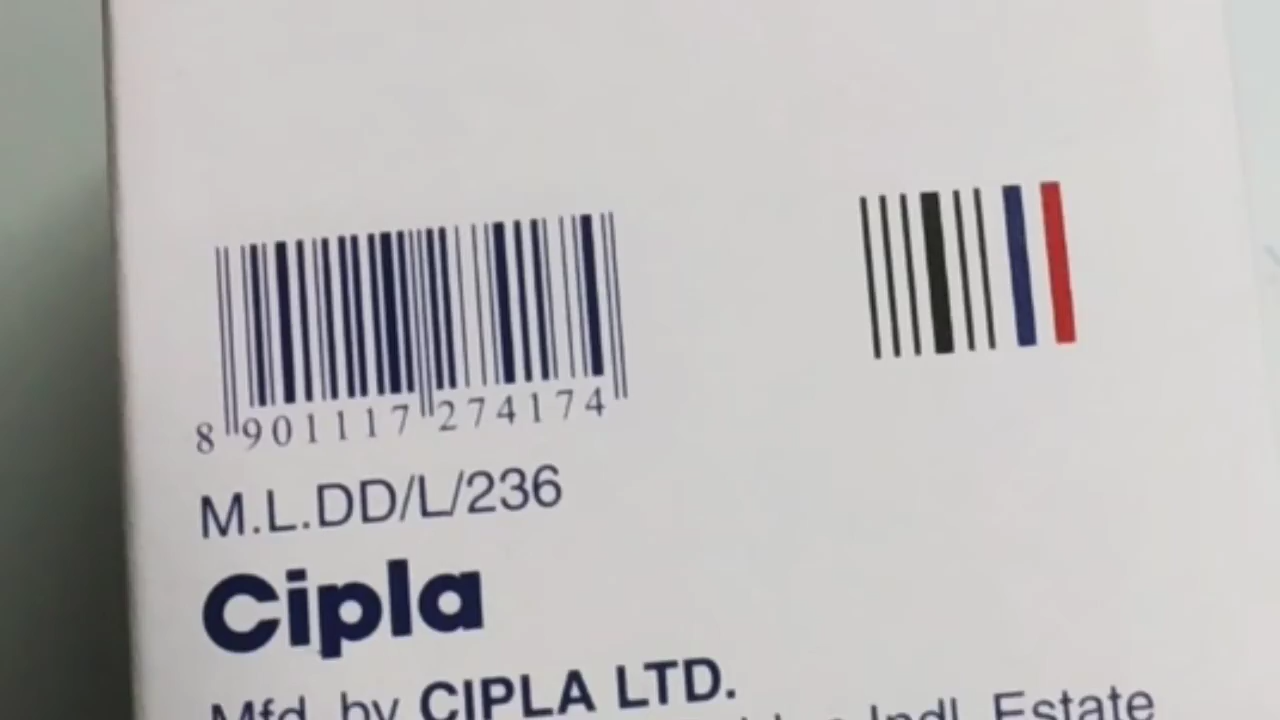 8 901117 274174
M.L.DD/L/236
Cipla
Mfd. by CIPLA LTD.
Indl. Estate